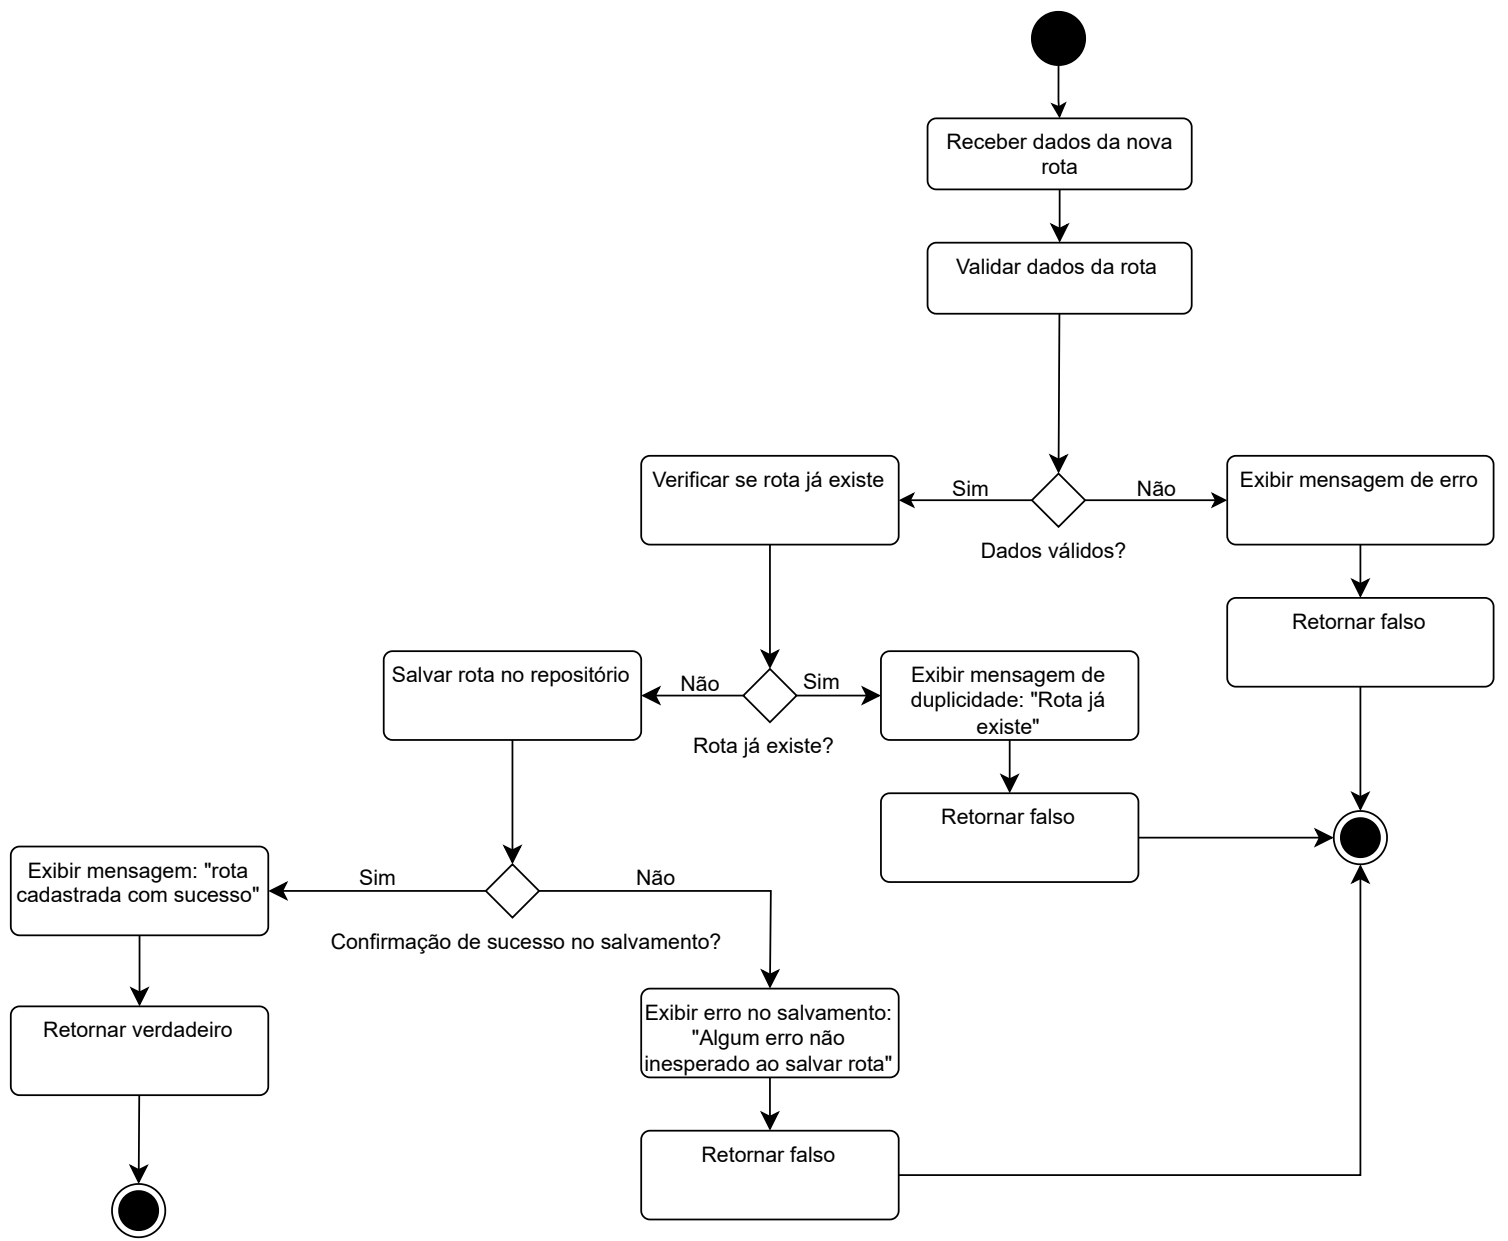 Receber dados da nova
rota
Validar dados da rota
Verificar se rota já existe
Sim
Não
Exibir mensagem de erro
Dados válidos?
Retornar falso
Salvar rota no repositório
Não
Sim
Exibir mensagem de
duplicidade: "Rota já
existe"
Rota já existe?
Retornar falso
Exibir mensagem: "rota
cadastrada com sucesso"
Sim
Não
Confirmação de sucesso no salvamento?
Exibir erro no salvamento:
"Algum erro não
inesperado ao salvar rota"
Retornar verdadeiro
Retornar falso